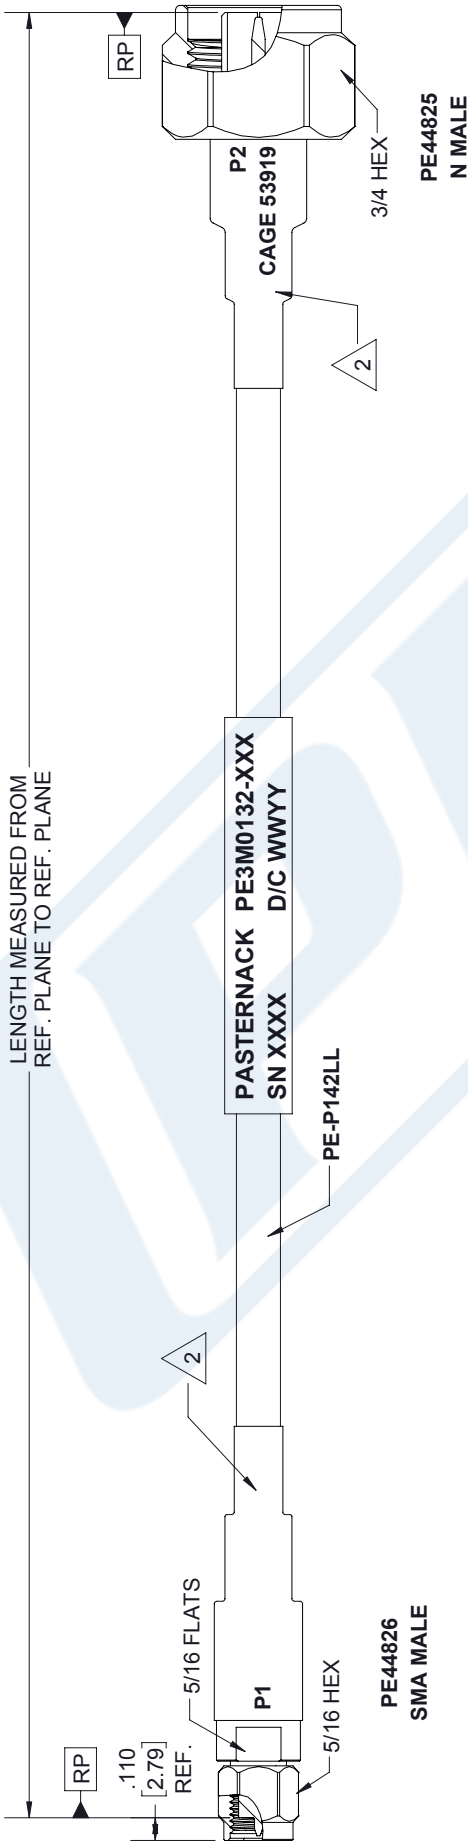 LENGTH MEASURED FROM
REF. PLANE TO REF. PLANE
RP
RP
.110
[2.79]
REF.
5/16 FLATS
P1
5/16 HEX
PE44826
SMA MALE
2
PE-P142LL
PASTERNACK PE3M0132-XXX
SN XXXX D/C WWYY
2
P2
CAGE 53919
3/4 HEX
PE44825
N MALE